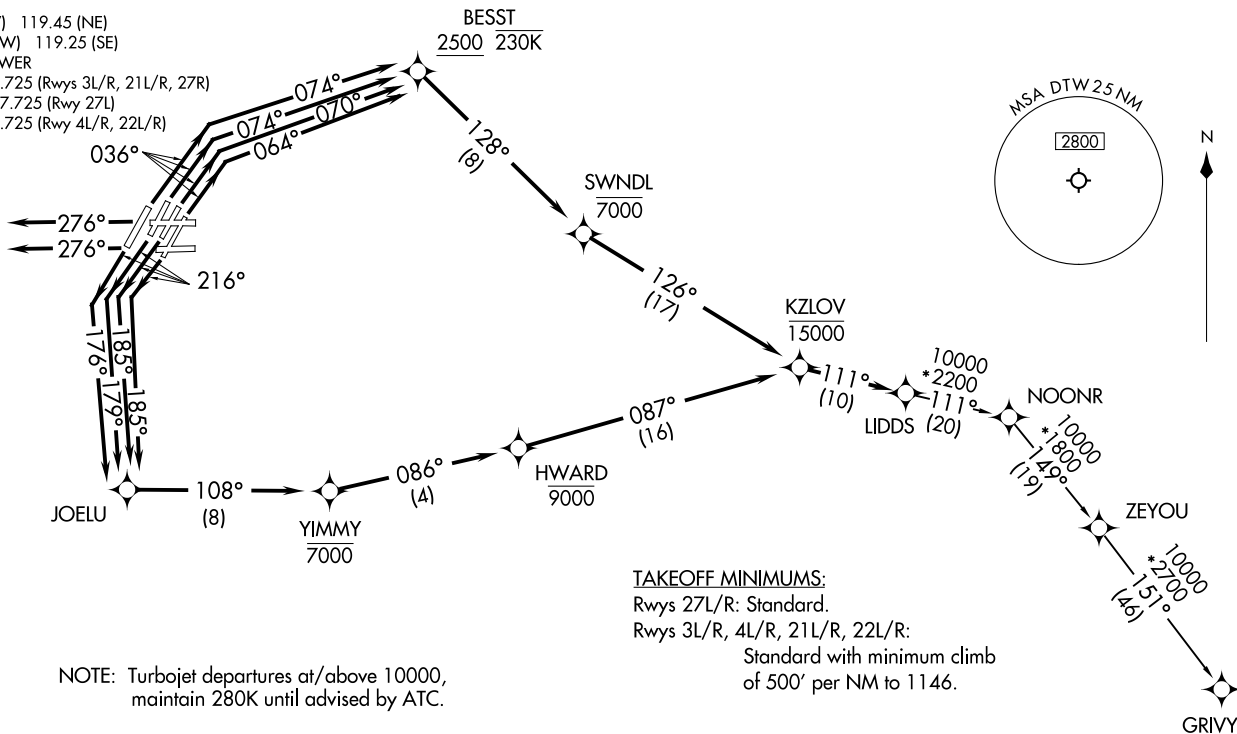 119.45 (NE)
119.25 (SE)
.725 (Rwys 3L/R, 21L/R, 27R)
7.725 (Rwy 27L)
.725 (Rwy 4L/R, 22L/R)
BESST
2500 230K
074°
074°
070°
064°
036°
128°
(8)
SWNDL
7000
276°
276°
216°
126°
(17)
KZLOV
15000
MSA DTW 25 NM
2800
N
176°
179°
185°
185°
JOELU
108°
(8)
YIMMY
7000
086°
(4)
HWARD
9000
087°
(16)
111°
(10)
LIDDS
10000
*2200
111°
(20)
NOONR
10000
*1800
149°
(19)
ZEYOU
10000
*2700
151°
(46)
GRIVY
TAKEOFF MINIMUMS:
Rwys 27L/R: Standard.
Rwys 3L/R, 4L/R, 21L/R, 22L/R:
Standard with minimum climb
of 500' per NM to 1146.
NOTE: Turbojet departures at/above 10000,
maintain 280K until advised by ATC.